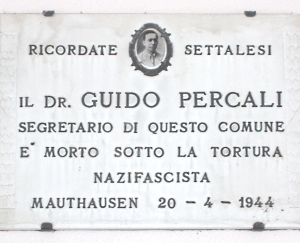 RICORDATE SETTALESI
IL DR. GUIDO PERCALI
SEGRETARIO DI QUESTO COMUNE
E' MORTO SOTTO LA TORTURA
NAZIFASCISTA
MAUTHAUSEN 20 - 4 - 1944